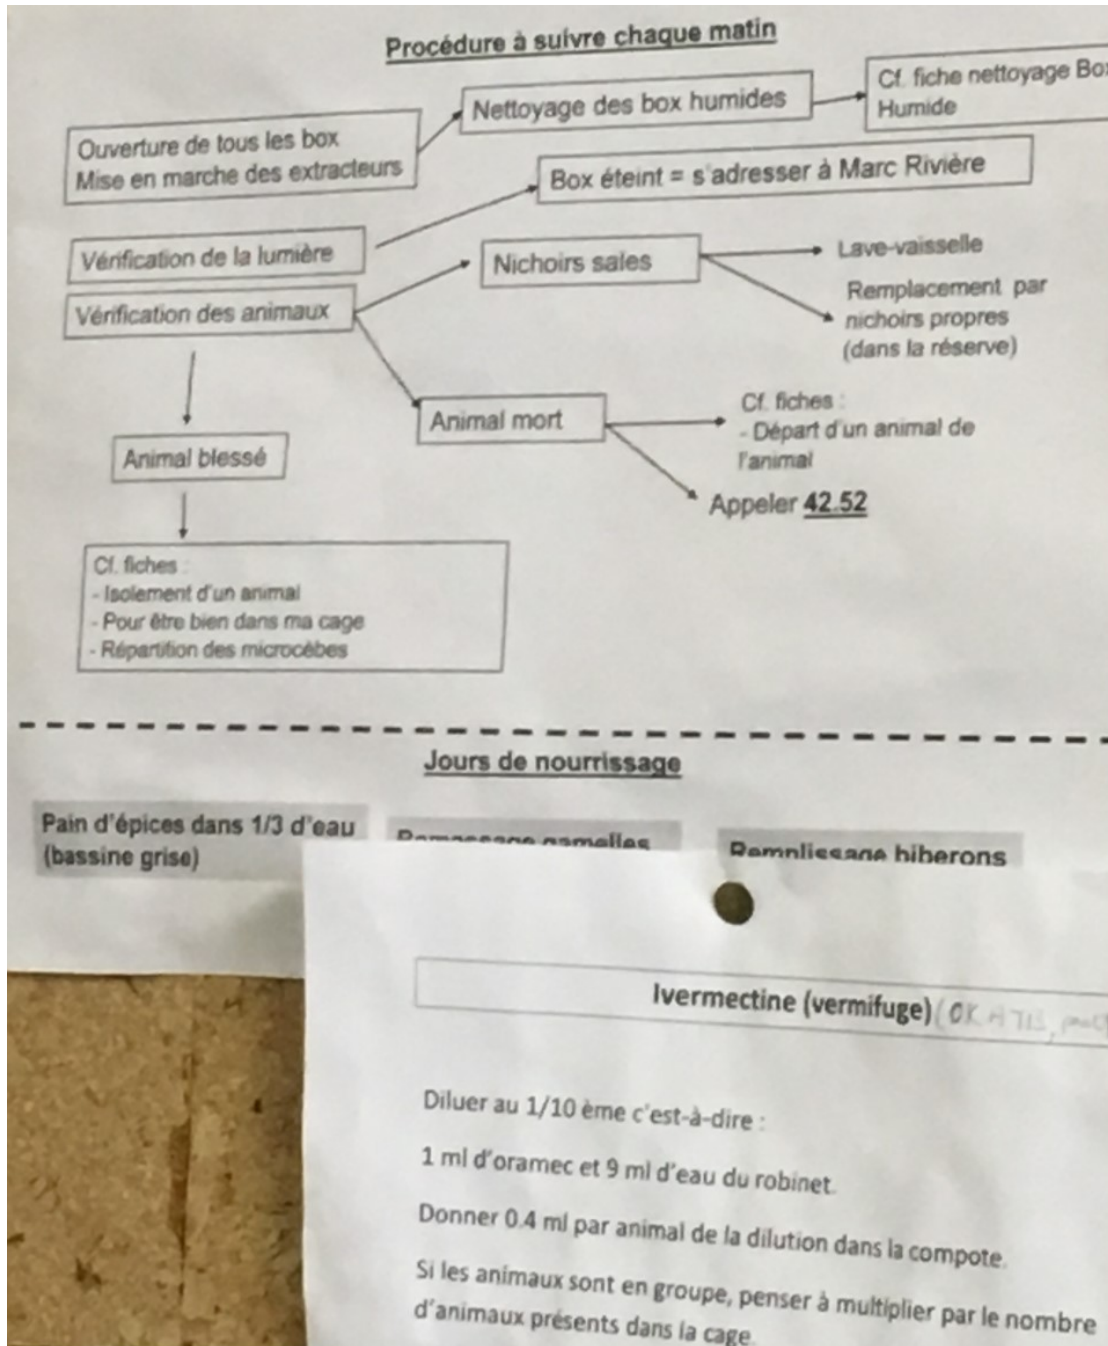 Procédure à suivre chaque matin
Ouverture de tous les box
Mise en marche des extracteurs
Nettoyage des box humides
Cf. fiche nettoyage Box
Humide
Box éteint = s'adresser à Marc Rivière
Vérification de la lumière
Vérification des animaux
Nichoirs sales
Lave-vaisselle
Remplacement par
nichoirs propres
(dans la réserve)
Animal mort
Cf. fiches :
- Départ d'un animal de
l'animal
Appeler 42.52
Animal blessé
Cf. fiches :
- Isolement d'un animal
- Pour être bien dans ma cage
- Répartition des microcèbes
Jours de nourrissage
Pain d'épices dans 1/3 d'eau
(bassine grise)
Ramassage gamelles
Remplissage biberons
Ivermectine (vermifuge) (OK
Diluer au 1/10 ème c'est-à-dire :
1 ml d'oramec et 9 ml d'eau du robinet.
Donner 0.4 ml par animal de la dilution dans la compote.
Si les animaux sont en groupe, penser à multiplier par le nombre
d'animaux présents dans la cage.